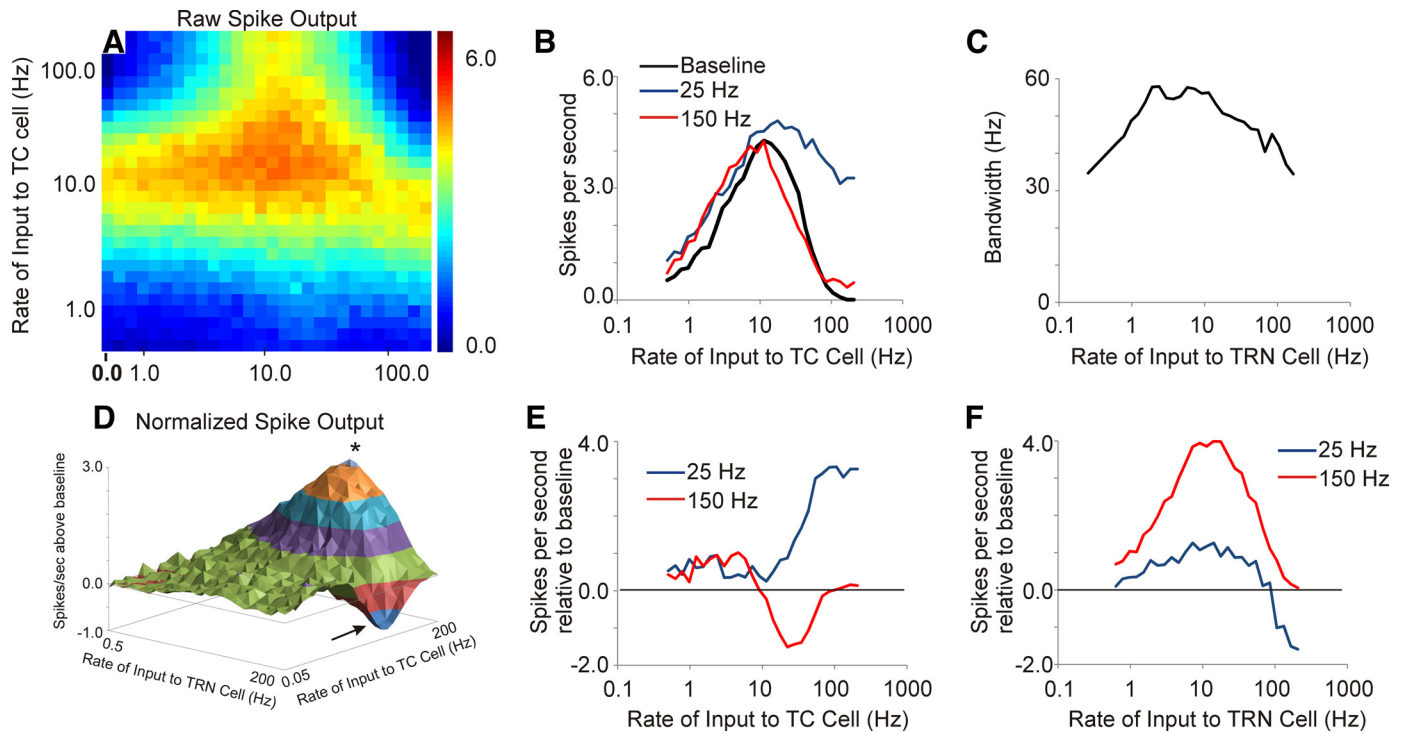 A
Raw Spike Output
Rate of Input to TC cell (Hz)
100.0
10.0
1.0
0.0 1.0 10.0 100.0
6.0
0.0
B
Baseline
25 Hz
150 Hz
Spikes per second
6.0
3.0
0.0
0.1 1 10 100 1000
Rate of Input to TC Cell (Hz)
C
Bandwidth (Hz)
60
30
0
0.1 1 10 100 1000
Rate of Input to TRN Cell (Hz)
D
Normalized Spike Output
*
Spikes/sec above baseline
3.0
0.0
-1.0
0.5
200
Rate of Input to TRN Cell (Hz)
0.05
200
Rate of Input to TC Cell (Hz)
E
25 Hz
150 Hz
Spikes per second
relative to baseline
4.0
0.0
-2.0
0.1 1 10 100 1000
Rate of Input to TC Cell (Hz)
F
25 Hz
150 Hz
Spikes per second
relative to baseline
4.0
0.0
-2.0
0.1 1 10 100 1000
Rate of Input to TRN Cell (Hz)